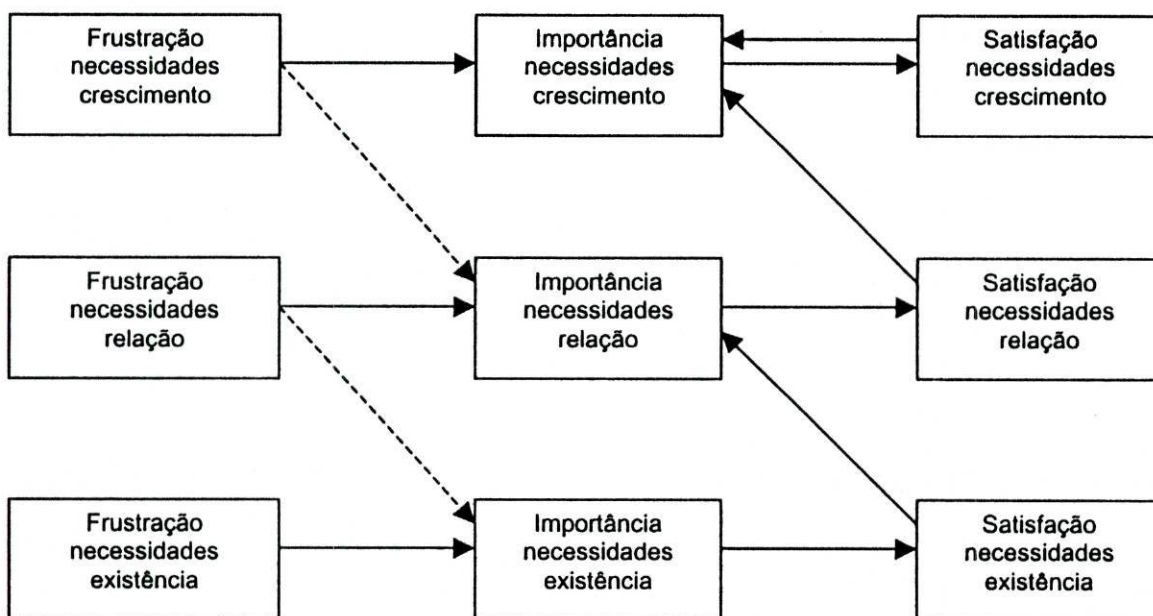 Frustração
necessidades
crescimento
Importância
necessidades
crescimento
Satisfação
necessidades
crescimento
Frustração
necessidades
relação
Importância
necessidades
relação
Satisfação
necessidades
relação
Frustração
necessidades
existência
Importância
necessidades
existência
Satisfação
necessidades
existência